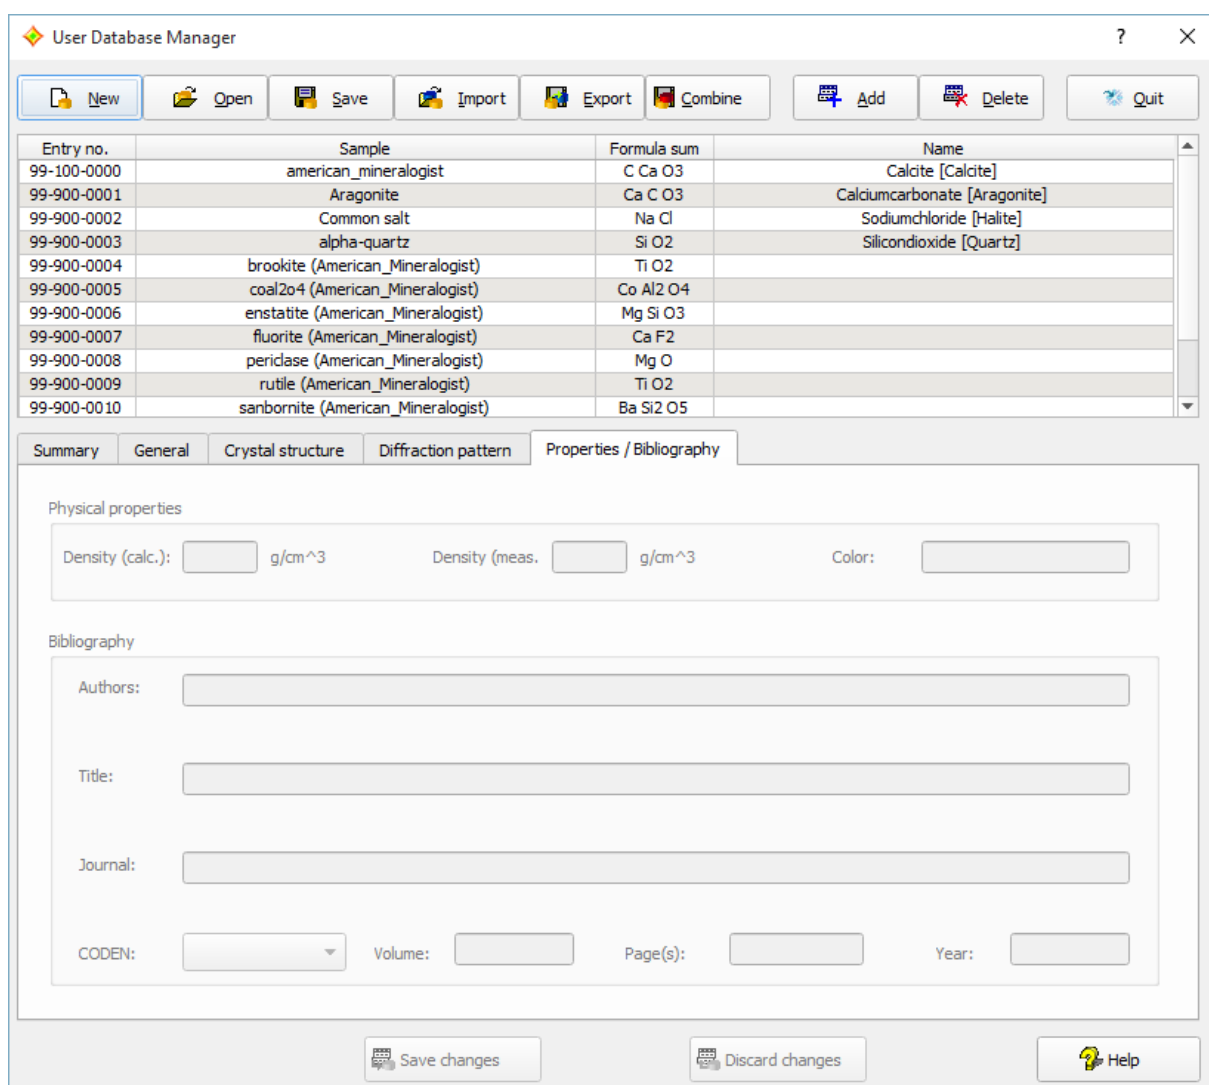 User Database Manager ? ×
New Open Save Import Export Combine Add Delete Quit
Entry no. Sample Formula sum Name
99-100-0000 american_mineralogist C Ca O3 Calcite [Calcite]
99-900-0001 Aragonite Ca C O3 Calciumcarbonate [Aragonite]
99-900-0002 Common salt Na Cl Sodiumchloride [Halite]
99-900-0003 alpha-quartz Si O2 Silicondioxide [Quartz]
99-900-0004 brookite (American_Mineralogist) Ti O2
99-900-0005 coal2o4 (American_Mineralogist) Co Al2 O4
99-900-0006 enstatite (American_Mineralogist) Mg Si O3
99-900-0007 fluorite (American_Mineralogist) Ca F2
99-900-0008 periclase (American_Mineralogist) Mg O
99-900-0009 rutile (American_Mineralogist) Ti O2
99-900-0010 sanbornite (American_Mineralogist) Ba Si2 O5
Summary General Crystal structure Diffraction pattern Properties / Bibliography
Physical properties
Density (calc.): g/cm^3 Density (meas. g/cm^3 Color:
Bibliography
Authors:
Title:
Journal:
CODEN: Volume: Page(s): Year:
Save changes Discard changes Help